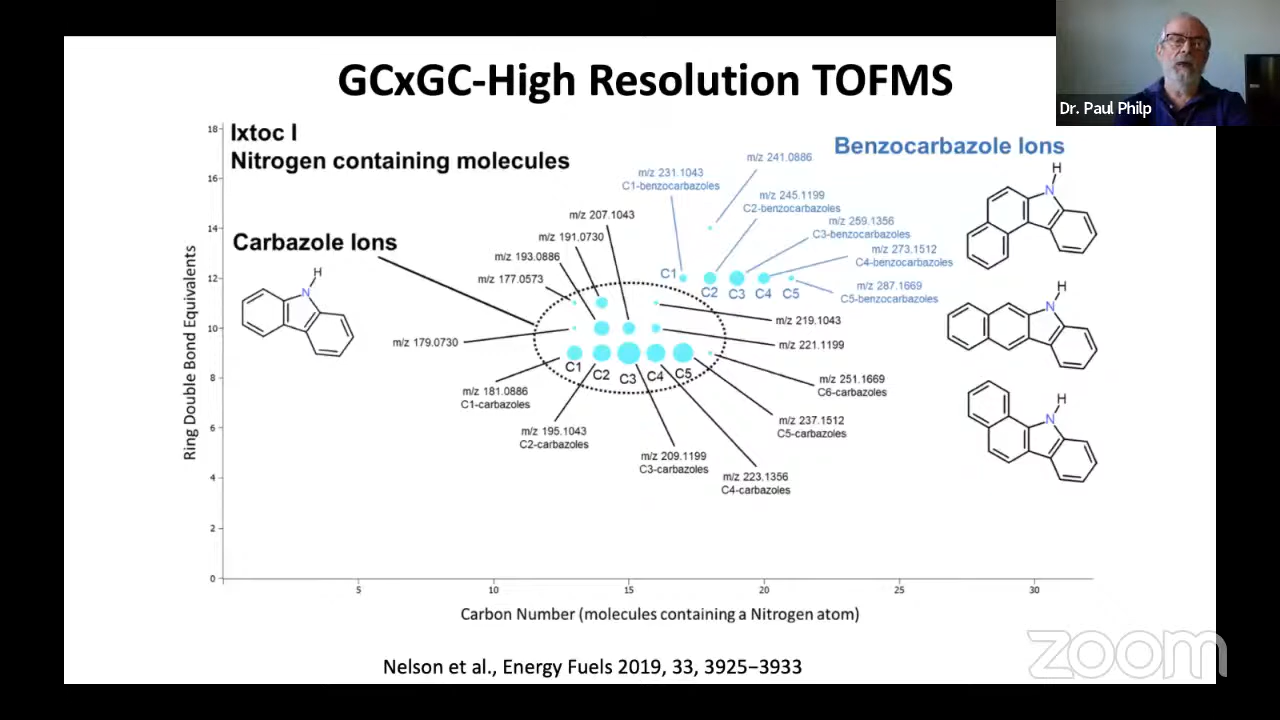 GCxGC-High Resolution TOFMS
Dr. Paul Philp
Ixtoc I
Nitrogen containing molecules
Benzocarbazole Ions
Carbazole Ions
Ring Double Bond Equivalents
18
16
14
12
10
8
6
4
2
0
5
10
15
20
25
30
Carbon Number (molecules containing a Nitrogen atom)
m/z 241.0886
m/z 231.1043
C1-benzocarbazoles
m/z 245.1199
C2-benzocarbazoles
m/z 259.1356
C3-benzocarbazoles
m/z 273.1512
C4-benzocarbazoles
m/z 287.1669
C5-benzocarbazoles
C1
C2
C3
C4
C5
m/z 207.1043
m/z 191.0730
m/z 193.0886
m/z 177.0573
m/z 179.0730
m/z 219.1043
m/z 221.1199
C1
C2
C3
C4
C5
m/z 181.0886
C1-carbazoles
m/z 195.1043
C2-carbazoles
m/z 209.1199
C3-carbazoles
m/z 223.1356
C4-carbazoles
m/z 237.1512
C5-carbazoles
m/z 251.1669
C6-carbazoles
H
N
H
N
H
N
H
N
Nelson et al., Energy Fuels 2019, 33, 3925−3933
zoom